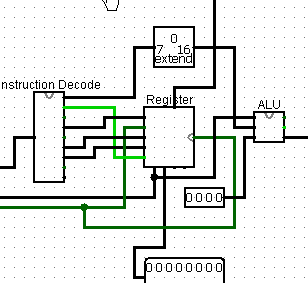 0
7 16
extend
nstruction Decode
Register
ALU
0000
00000000